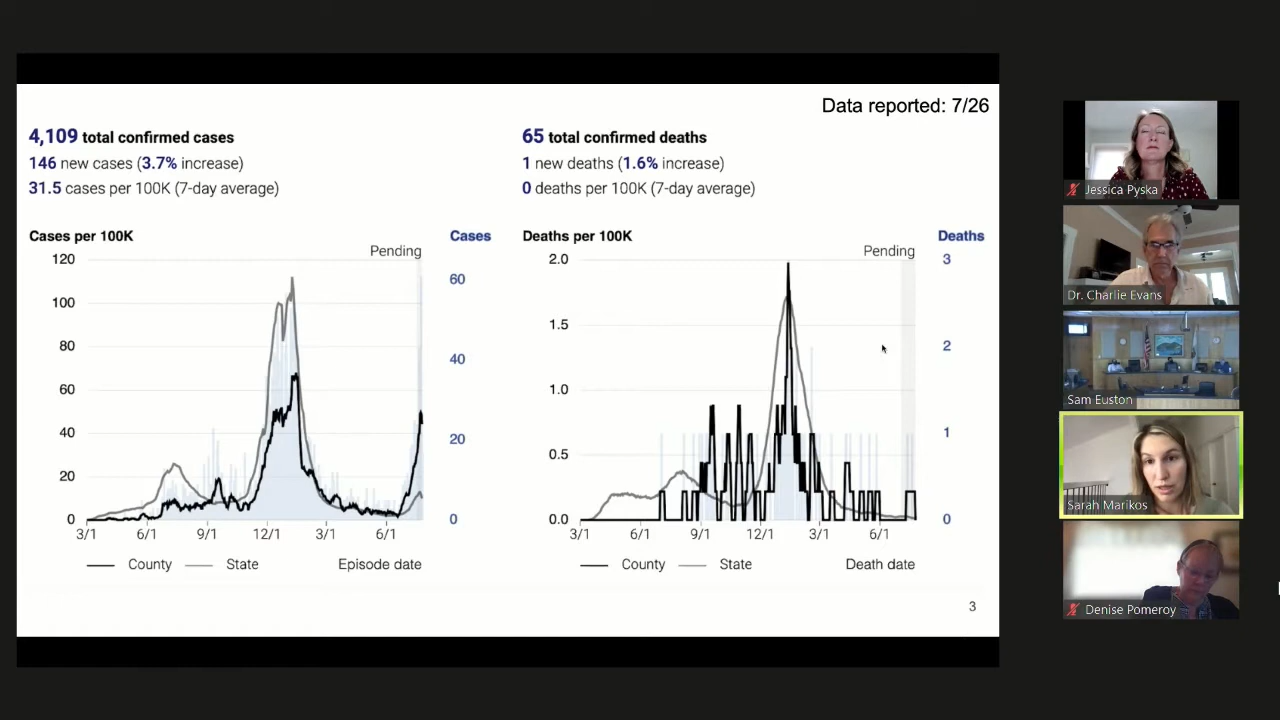 Data reported: 7/26
4,109 total confirmed cases
146 new cases (3.7% increase)
31.5 cases per 100K (7-day average)
65 total confirmed deaths
1 new deaths (1.6% increase)
0 deaths per 100K (7-day average)
Cases per 100K
Cases
Pending
120
100
80
60
40
20
0
60
40
20
0
3/1 6/1 9/1 12/1 3/1 6/1
County State Episode date
Deaths per 100K
Deaths
Pending
2.0
1.5
1.0
0.5
0.0
3
2
1
0
3/1 6/1 9/1 12/1 3/1 6/1
County State Death date
3
Jessica Pyska
Dr. Charlie Evans
Sam Euston
Sarah Marikos
Denise Pomeroy